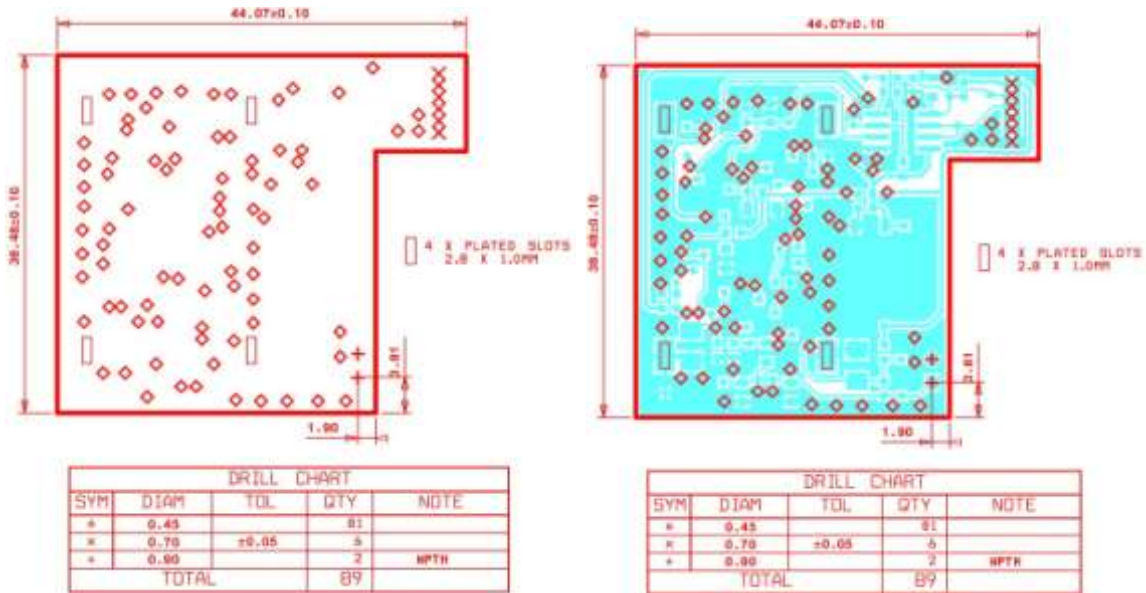 44.07±0.10
38.48±0.10
4 X PLATED SLOTS
2.8 X 1.0MM
3.81
1.90
DRILL CHART
SYM DIAM TOL QTY NOTE
0.45 81
× 0.70 ±0.05 6
+ 0.90 2 NPTH
TOTAL 89
44.07±0.10
38.48±0.10
4 X PLATED SLOTS
2.8 X 1.0MM
3.81
1.90
DRILL CHART
SYM DIAM TOL QTY NOTE
0.45 81
× 0.70 ±0.05 6
+ 0.90 2 NPTH
TOTAL 89